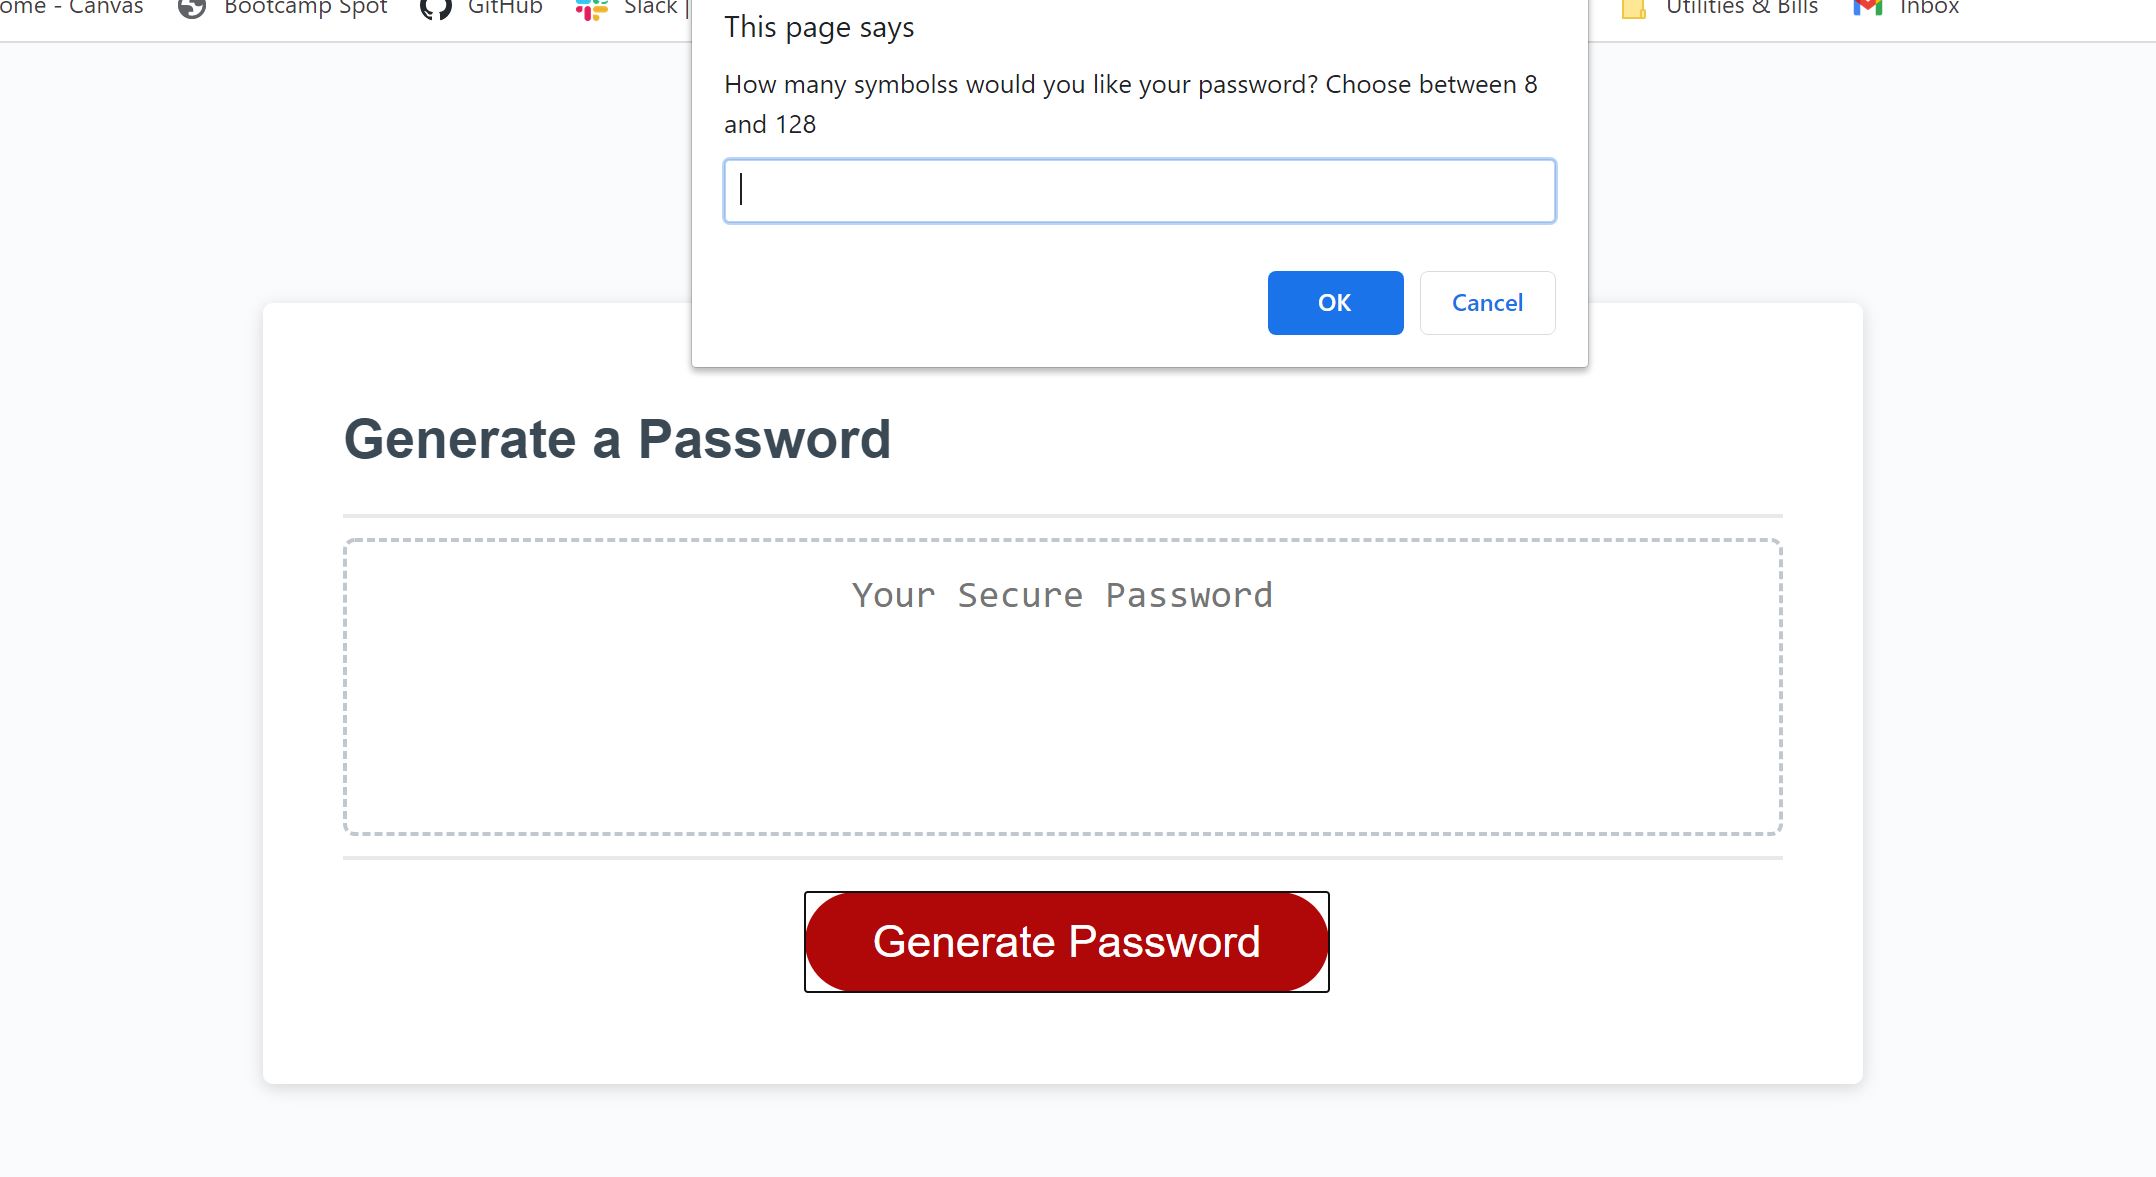 ome - Canvas Bootcamp Spot GitHub Slack | Utilities & Bills Inbox
This page says
How many symbolss would you like your password? Choose between 8
and 128
OK Cancel
Generate a Password
Your Secure Password
Generate Password